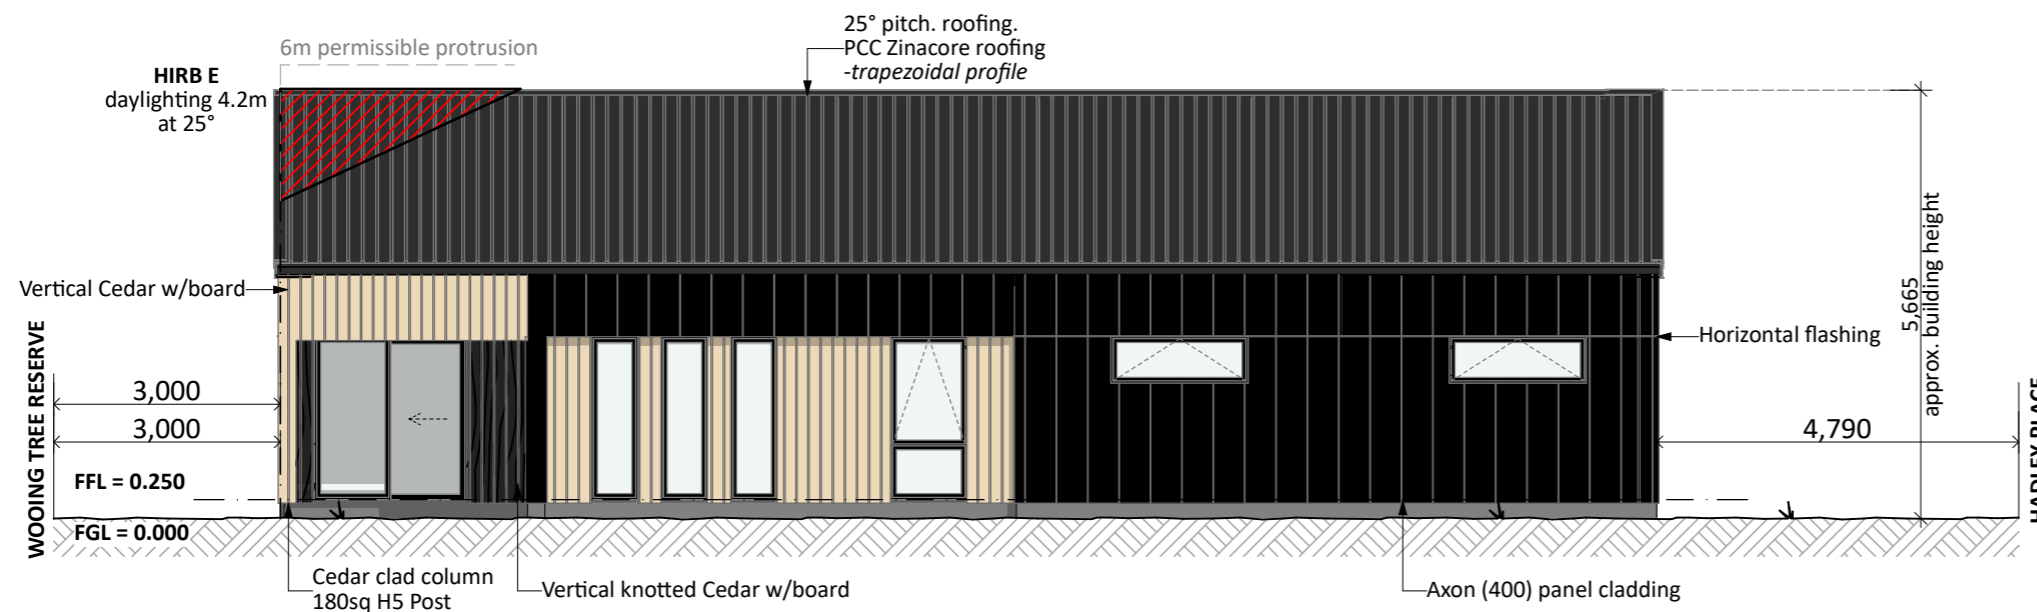 25° pitch. roofing.
PCC Zinacore roofing
-trapezoidal profile
6m permissible protrusion
HIRB E
daylighting 4.2m
at 25°
Vertical Cedar w/board
WOOING TREE RESERVE
3,000
3,000
FFL = 0.250
FGL = 0.000
Cedar clad column
180sq H5 Post
Vertical knotted Cedar w/board
Axon (400) panel cladding
Horizontal flashing
5,665
approx. building height
4,790
HADLEY PLACE